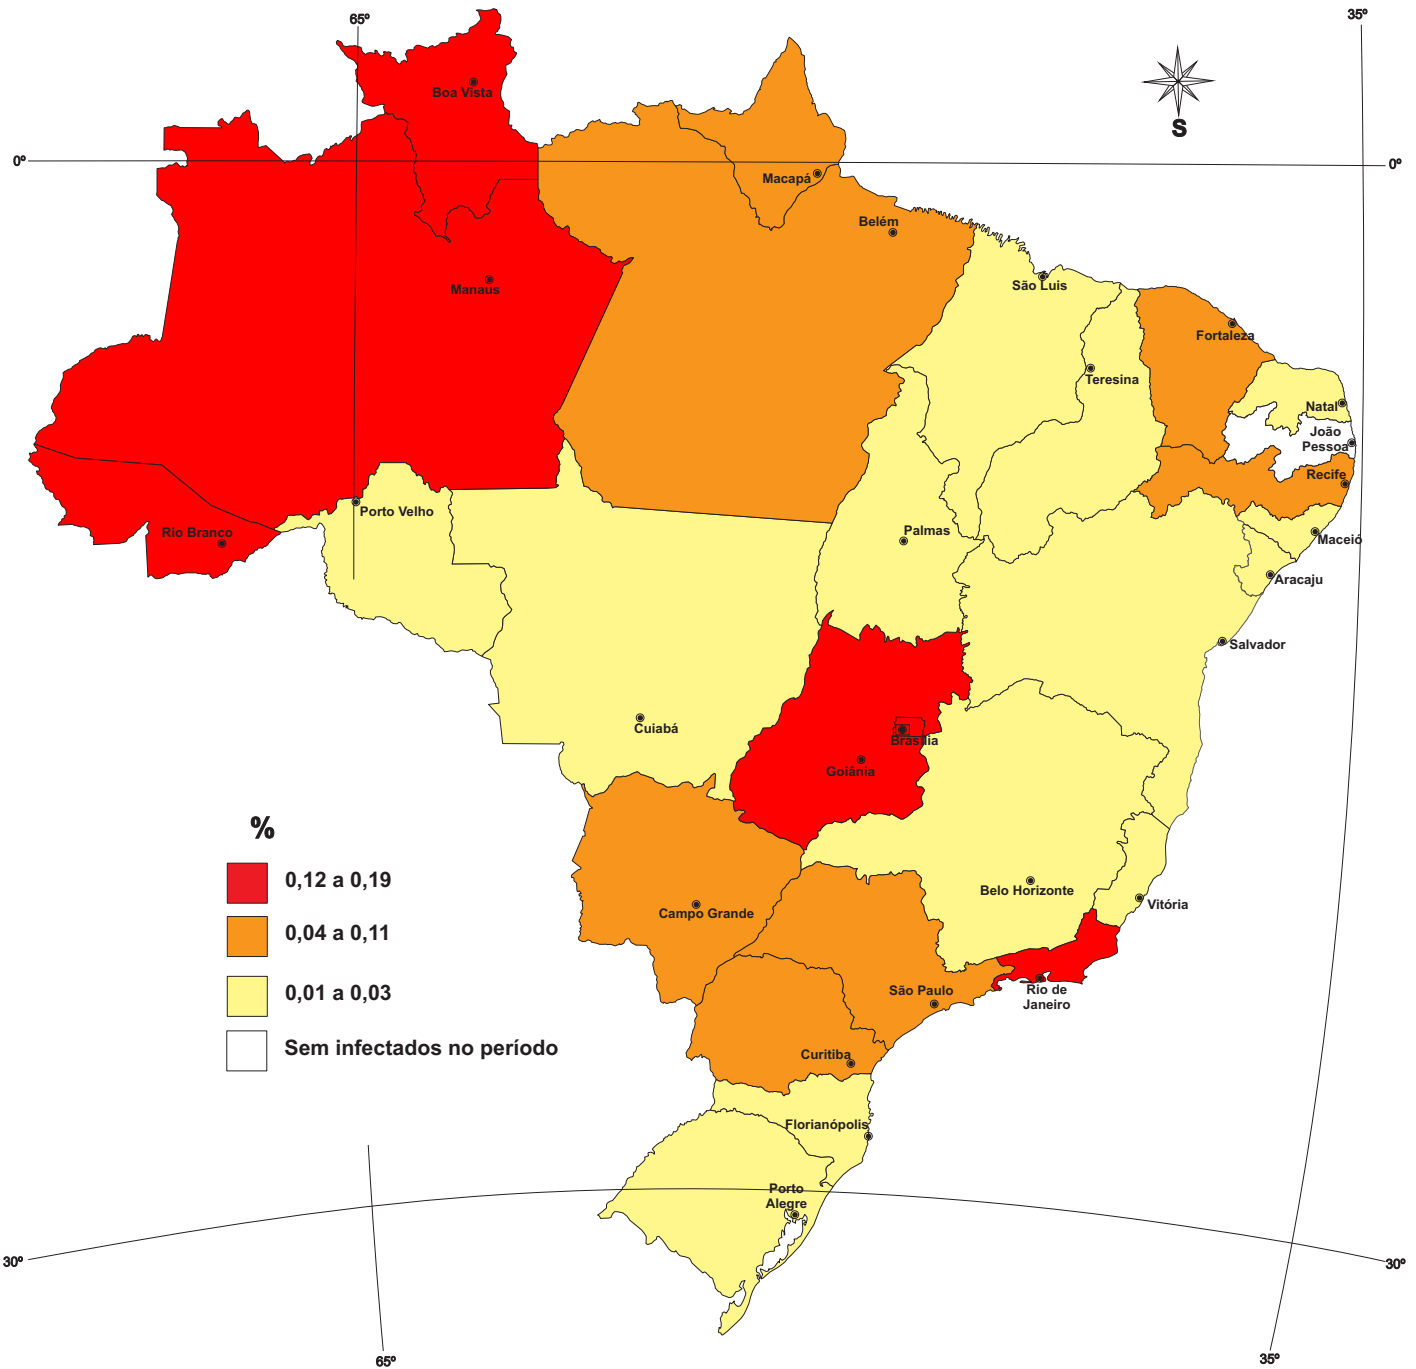 65º
35º
Boa Vista
S
0º
0º
Macapá
Belém
São Luis
Manaus
Fortaleza
Teresina
Natal
João
Pessoa
Recife
Porto Velho
Rio Branco
Palmas
Maceió
Aracaju
Salvador
Cuiabá
Brasília
Goiânia
%
0,12 a 0,19
Belo Horizonte
Vitória
Campo Grande
0,04 a 0,11
0,01 a 0,03
São Paulo
Rio de
Janeiro
Sem infectados no período
Curitiba
Florianópolis
Porto
Alegre
30º
30º
65º
35º